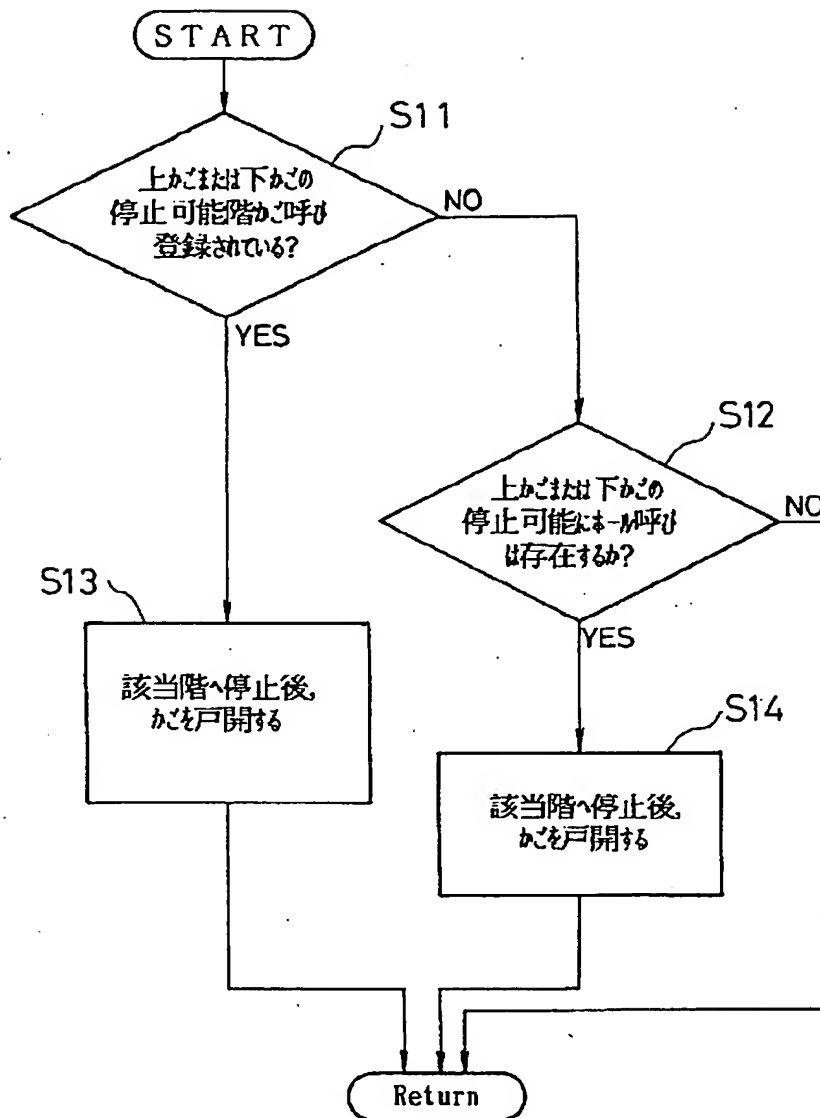 START
S11
上かごまたは下かごの
停止可能階かご呼び
登録されている?
NO
YES
S12
上かごまたは下かごの
停止可能にホール呼び
は存在するか?
NO
YES
S13
該当階へ停止後,
かごを戸開する
S14
該当階へ停止後,
かごを戸開する
Return